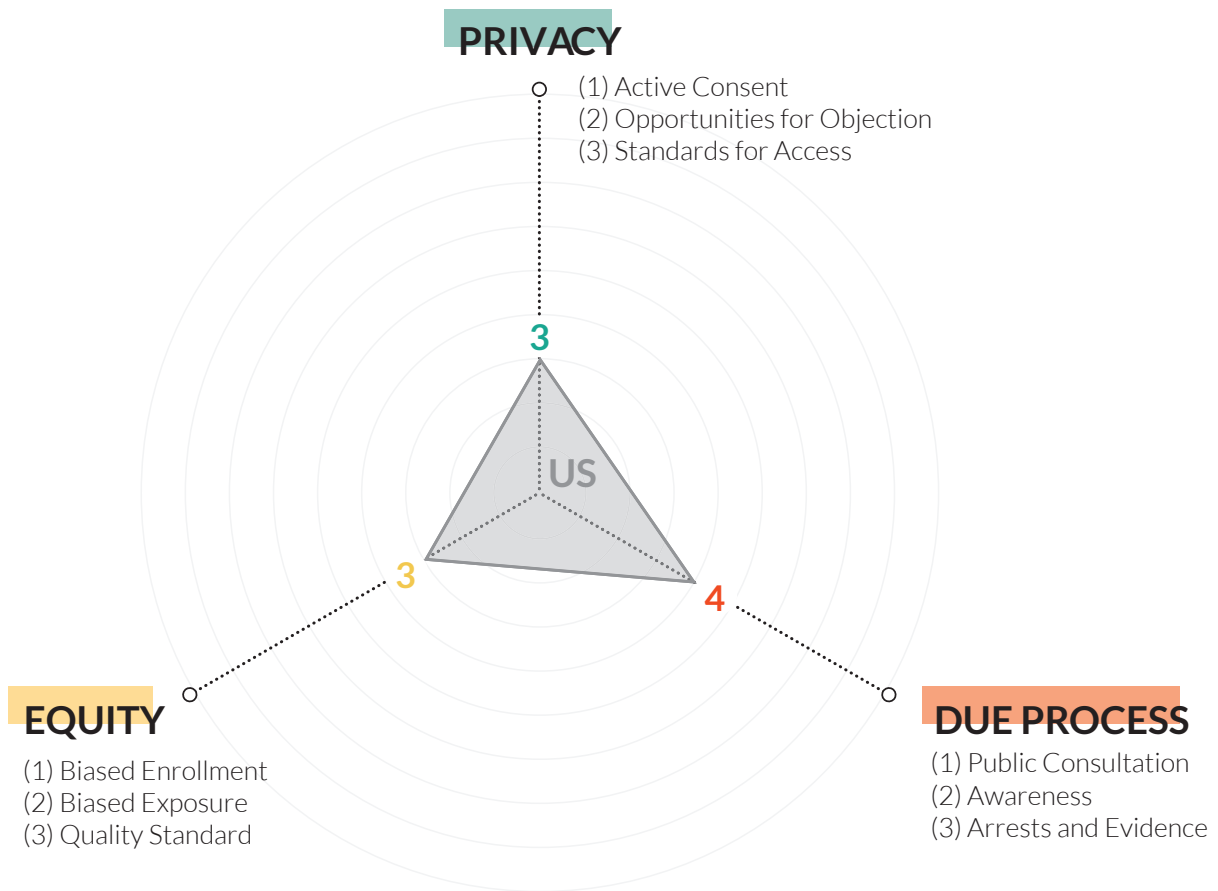 PRIVACY
(1) Active Consent
(2) Opportunities for Objection
(3) Standards for Access
3
US
3
4
EQUITY
(1) Biased Enrollment
(2) Biased Exposure
(3) Quality Standard
DUE PROCESS
(1) Public Consultation
(2) Awareness
(3) Arrests and Evidence